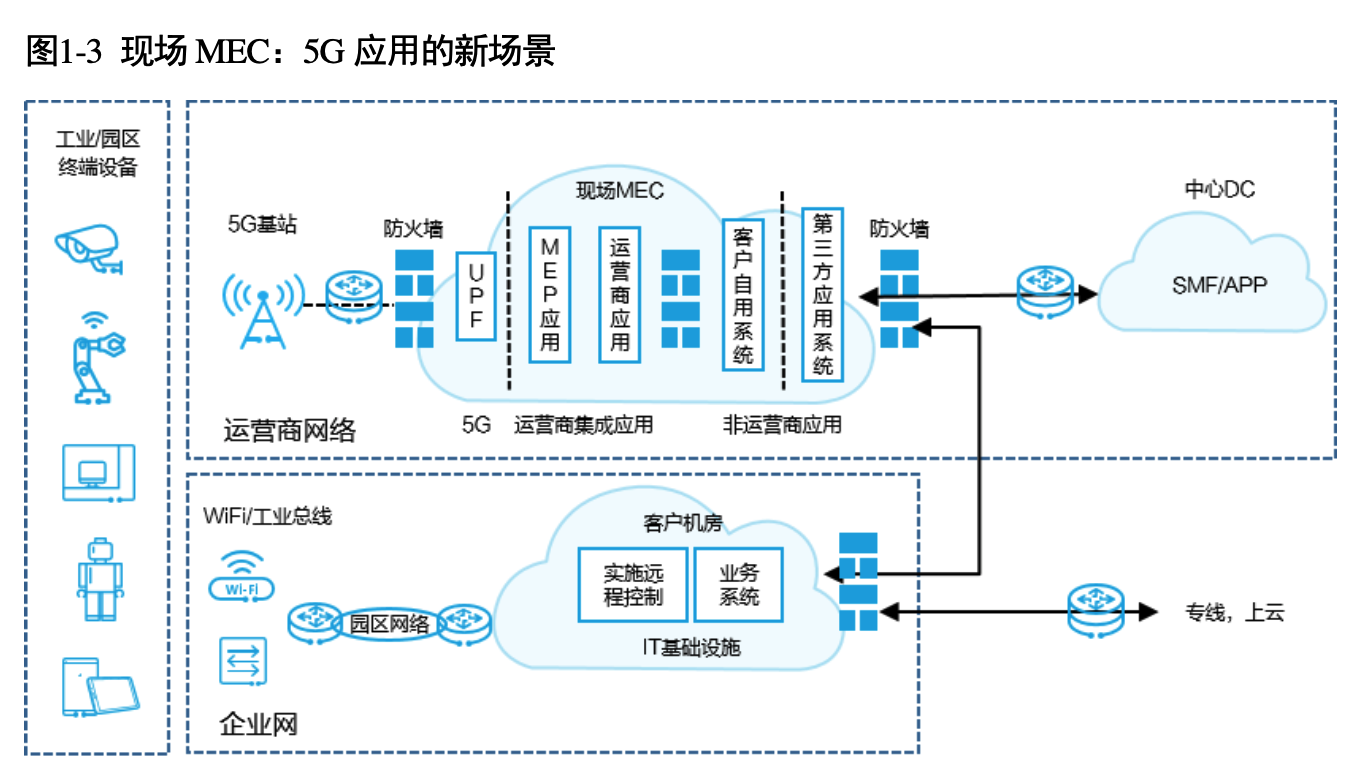 图1-3 现场 MEC：5G 应用的新场景
工业/园区
终端设备
5G基站
防火墙
UPF
现场MEC
MEP应用
运营商应用
客户自用系统
第三方应用系统
防火墙
中心DC
SMF/APP
运营商网络
5G
运营商集成应用
非运营商应用
WiFi/工业总线
Wi-Fi
园区网络
客户机房
实施远
程控制
业务
系统
IT基础设施
企业网
专线，上云